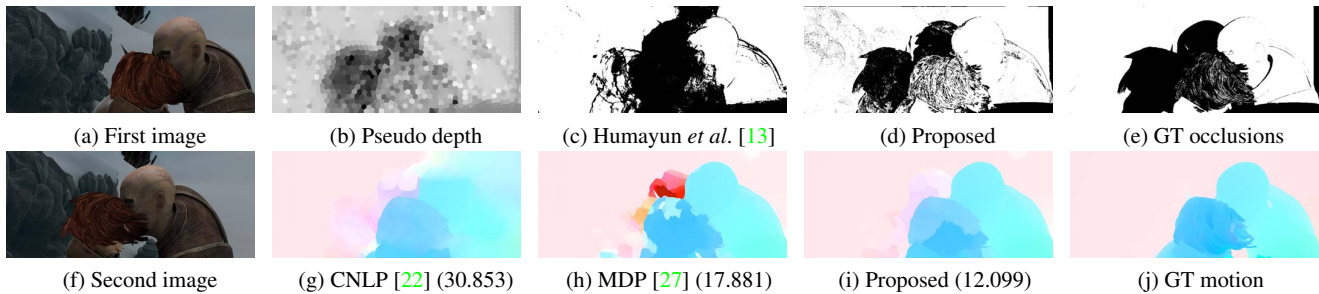 (a) First image
(b) Pseudo depth
(c) Humayun et al. [13]
(d) Proposed
(e) GT occlusions
(f) Second image
(g) CNLP [22] (30.853)
(h) MDP [27] (17.881)
(i) Proposed (12.099)
(j) GT motion